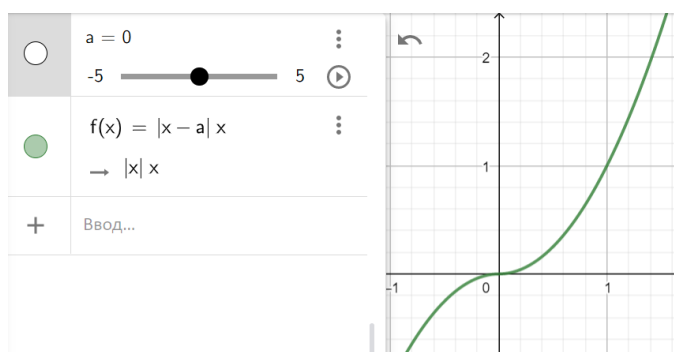 a = 0
-5 5
f(x) = |x − a| x
→ |x| x
+ Ввод...
2
1
-1 0 1